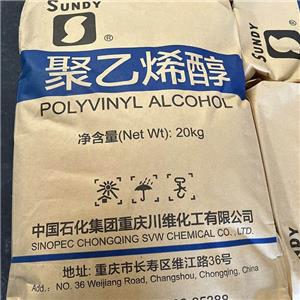 SUNDY
SUNDY
®
聚乙烯醇
POLYVINYL ALCOHOL
净含量(Net Wt): 20kg
中国石化集团重庆川维化工有限公司
SINOPEC CHONGQING SVW CHEMICAL CO., LTD.
地址: 重庆市长寿区维江路36号
Add.: NO. 36 Weijiang Road, Changshou, Chongqing, China